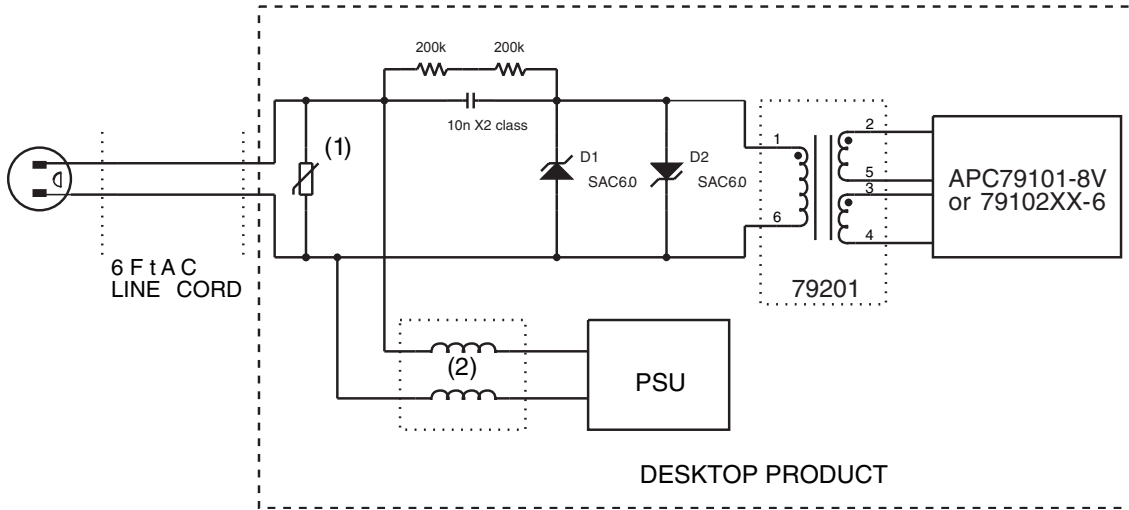 200k 200k
10n X2 class
(1)
D1
SAC6.0
D2
SAC6.0
1
6
2
5
3
4
79201
APC79101-8V
or 79102XX-6
6 F t A C
LINE CORD
(2)
PSU
DESKTOP PRODUCT